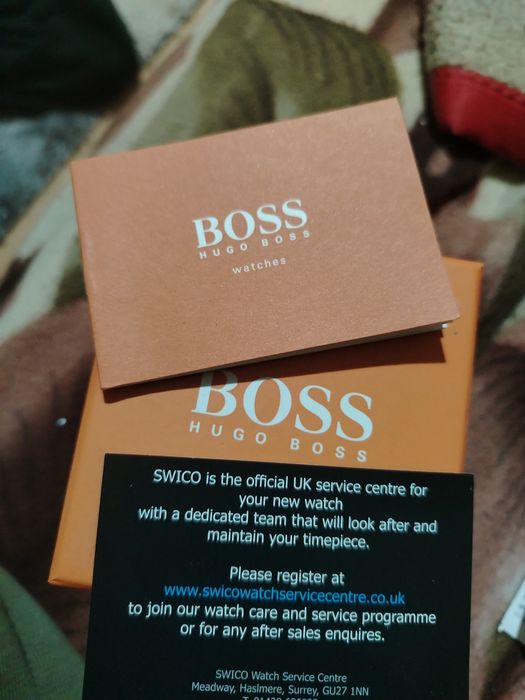 BOSS
HUGO BOSS
watches
BOSS
HUGO BOSS
SWICO is the official UK service centre for
your new watch
with a dedicated team that will look after and
maintain your timepiece.
Please register at
www.swicowatchservicecentre.co.uk
to join our watch care and service programme
or for any after sales enquires.
SWICO Watch Service Centre
Meadway, Haslmere, Surrey, GU27 1NN